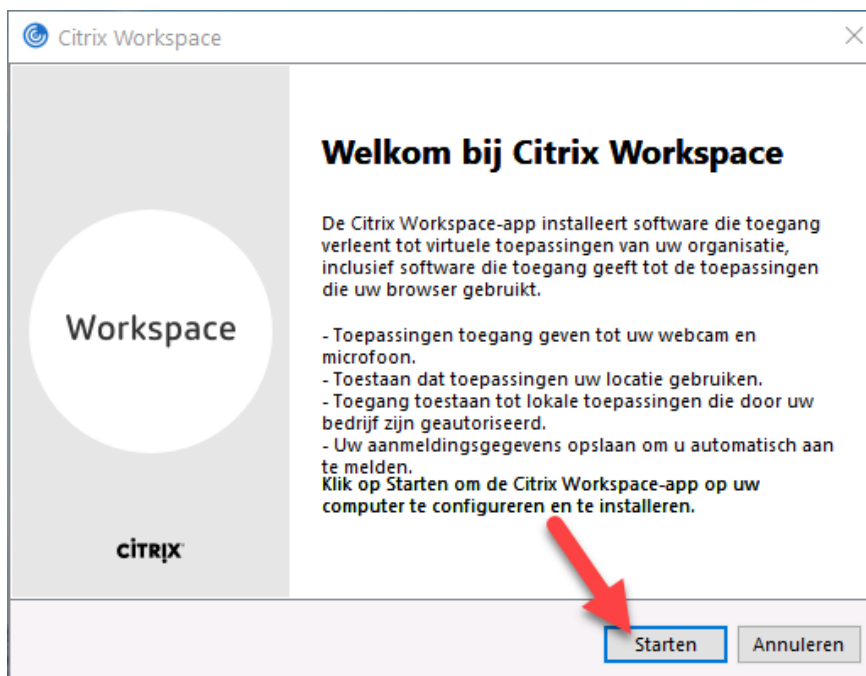 Citrix Workspace
Welkom bij Citrix Workspace
De Citrix Workspace-app installeert software die toegang
verleent tot virtuele toepassingen van uw organisatie,
inclusief software die toegang geeft tot de toepassingen
die uw browser gebruikt.
- Toepassingen toegang geven tot uw webcam en
microfoon.
- Toestaan dat toepassingen uw locatie gebruiken.
- Toegang toestaan tot lokale toepassingen die door uw
bedrijf zijn geautoriseerd.
- Uw aanmeldingsgegevens opslaan om u automatisch aan
te melden.
Klik op Starten om de Citrix Workspace-app op uw
computer te configureren en te installeren.
Workspace
citrix
Starten
Annuleren